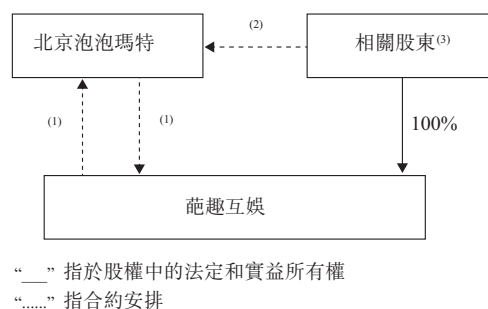 北京泡泡瑪特
(2)
相關股東(3)
(1)
(1)
100%
葩趣互娛
“___” 指於股權中的法定和實益所有權
“......” 指合約安排